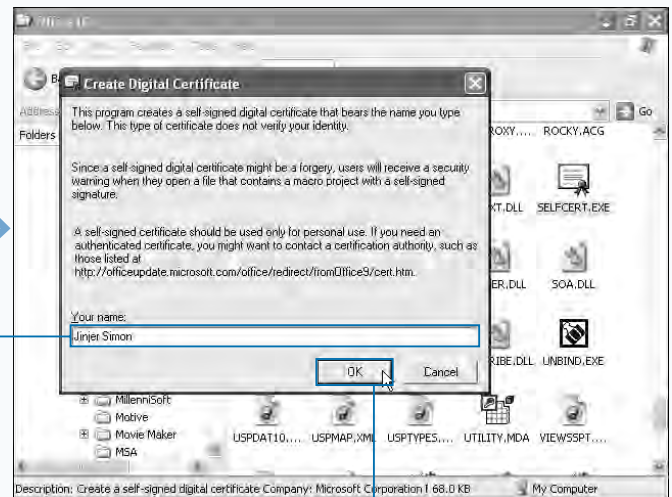 Create Digital Certificate
This program creates a self-signed digital certificate that bears the name you type
below. This type of certificate does not verify your identity.
Since a self-signed digital certificate might be a forgery, users will receive a security
warning when they open a file that contains a macro project with a self-signed
signature.
A self-signed certificate should be used only for personal use. If you need an
authenticated certificate, you might want to contact a certification authority, such as
those listed at
http://officeupdate.microsoft.com/office/redirect/fromOffice9/cert.htm.
Your name:
Jinjer Simon
OK Cancel
Folders
Go
ROXY.... ROCKY.ACG
XT.DLL SELFCERT.EXE
ER.DLL SOA.DLL
RIBE.DLL UNBIND.EXE
MillenniSoft
Motive
Movie Maker
MSA
USPDAT10.... USPMAP.XML USPTYPES.... UTILITY.MDA VIEWSSPT....
Description: Create a self-signed digital certificate Company: Microsoft Corporation f 68.0 KB My Computer